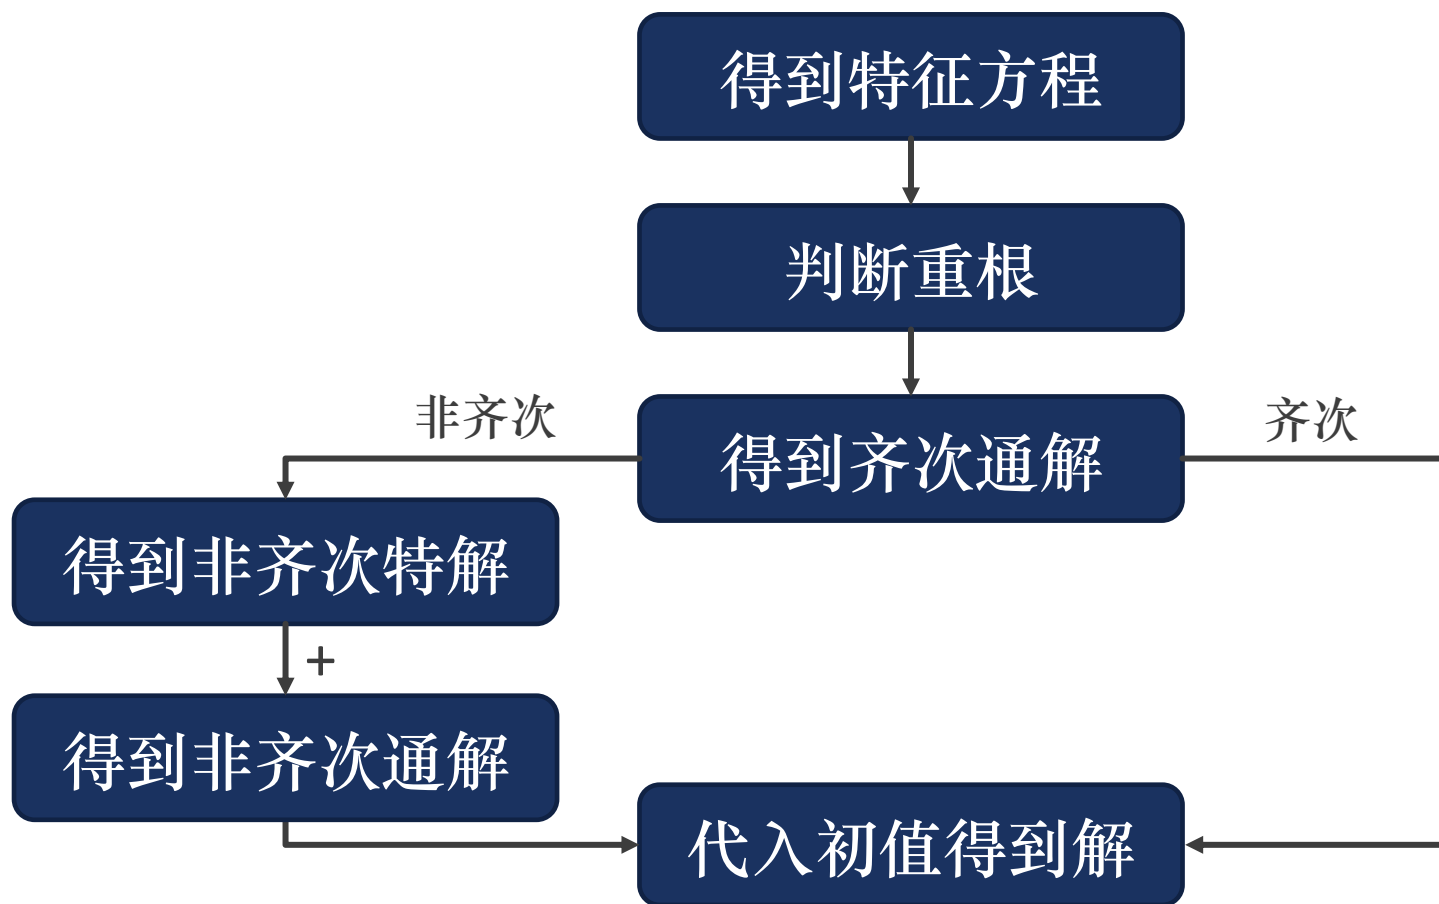 得到特征方程
判断重根
非齐次
齐次
得到齐次通解
得到非齐次特解
+
得到非齐次通解
代入初值得到解